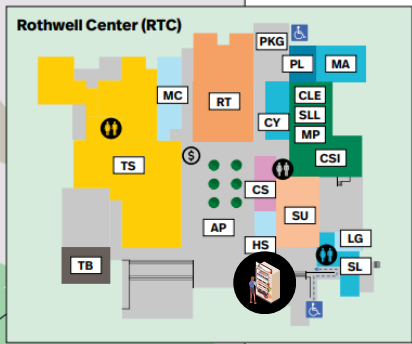 Rothwell Center (RTC)
PKG
PL
MA
MC
RT
CLE
CY
SLL
MP
$
CSI
TS
CS
SU
AP
LG
HS
TB
SL